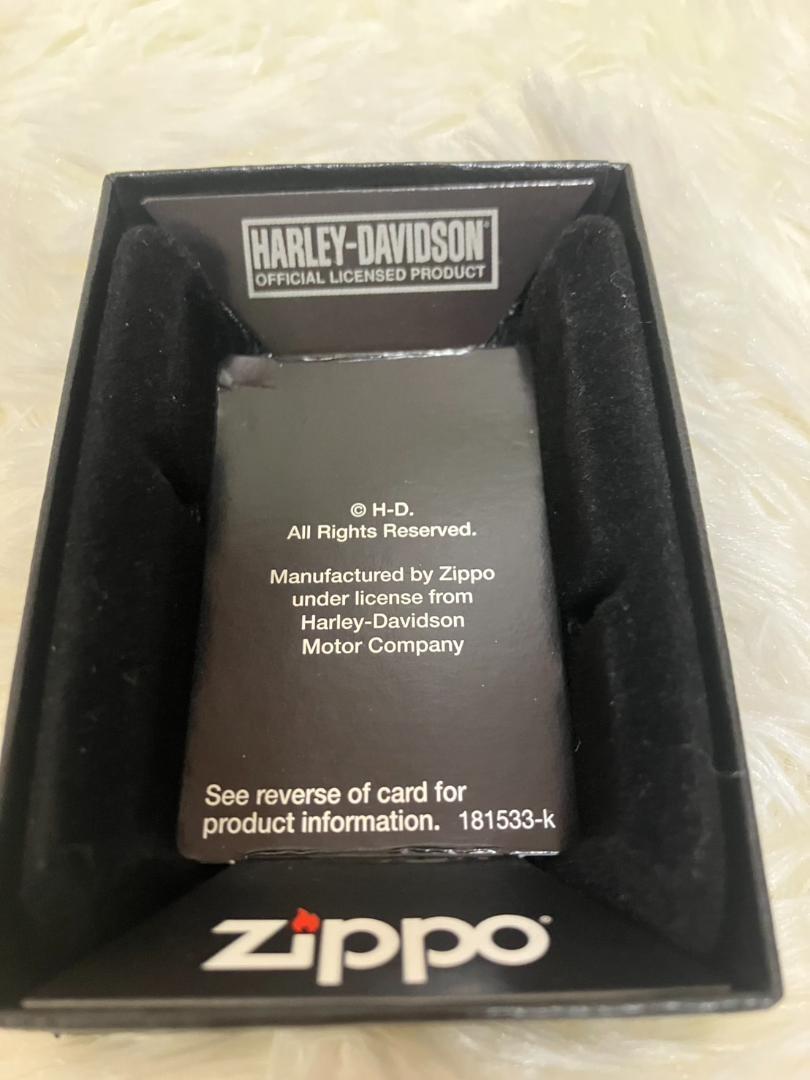 HARLEY-DAVIDSON®
OFFICIAL LICENSED PRODUCT
© H-D.
All Rights Reserved.
Manufactured by Zippo
under license from
Harley-Davidson
Motor Company
See reverse of card for
product information. 181533-k
zippo